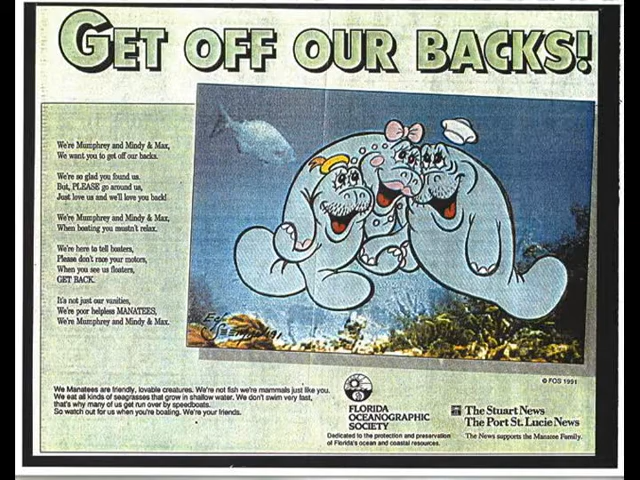 GET OFF OUR BACKS!
We're Mumphrey and Mindy & Max,
We want you to get off our backs.
We're so glad you found us.
But, PLEASE go around us,
Just love us and we'll love you back!
We're Mumphrey and Mindy & Max,
When boating you mustn't relax.
We're here to tell boaters,
Please don't race your motors,
When you see us floaters,
GET BACK.
It's not just our vanities,
We're poor helpless MANATEES,
We're Mumphrey and Mindy & Max.
© FOS 1991
We Manatees are friendly, lovable creatures. We're not fish we're mammals just like you.
We eat all kinds of seagrasses that grow in shallow water. We don't swim very fast,
that's why many of us get run over by speedboats.
So watch out for us when you're boating. We're your friends.
FLORIDA
OCEANOGRAPHIC
SOCIETY
Dedicated to the protection and preservation
of Florida's ocean and coastal resources.
The Stuart News
The Port St. Lucie News
The News supports the Manatee Family.